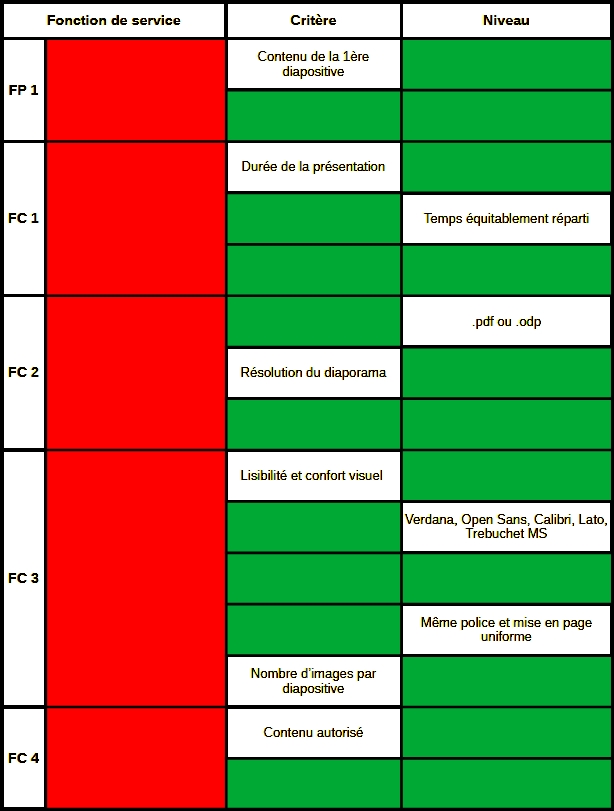 Fonction de service Critère Niveau
FP 1
Contenu de la 1ère
diapositive
FC 1
Durée de la présentation
Temps équitablement réparti
FC 2
.pdf ou .odp
Résolution du diaporama
FC 3
Lisibilité et confort visuel
Verdana, Open Sans, Calibri, Lato,
Trebuchet MS
Même police et mise en page
uniforme
Nombre d'images par
diapositive
FC 4
Contenu autorisé